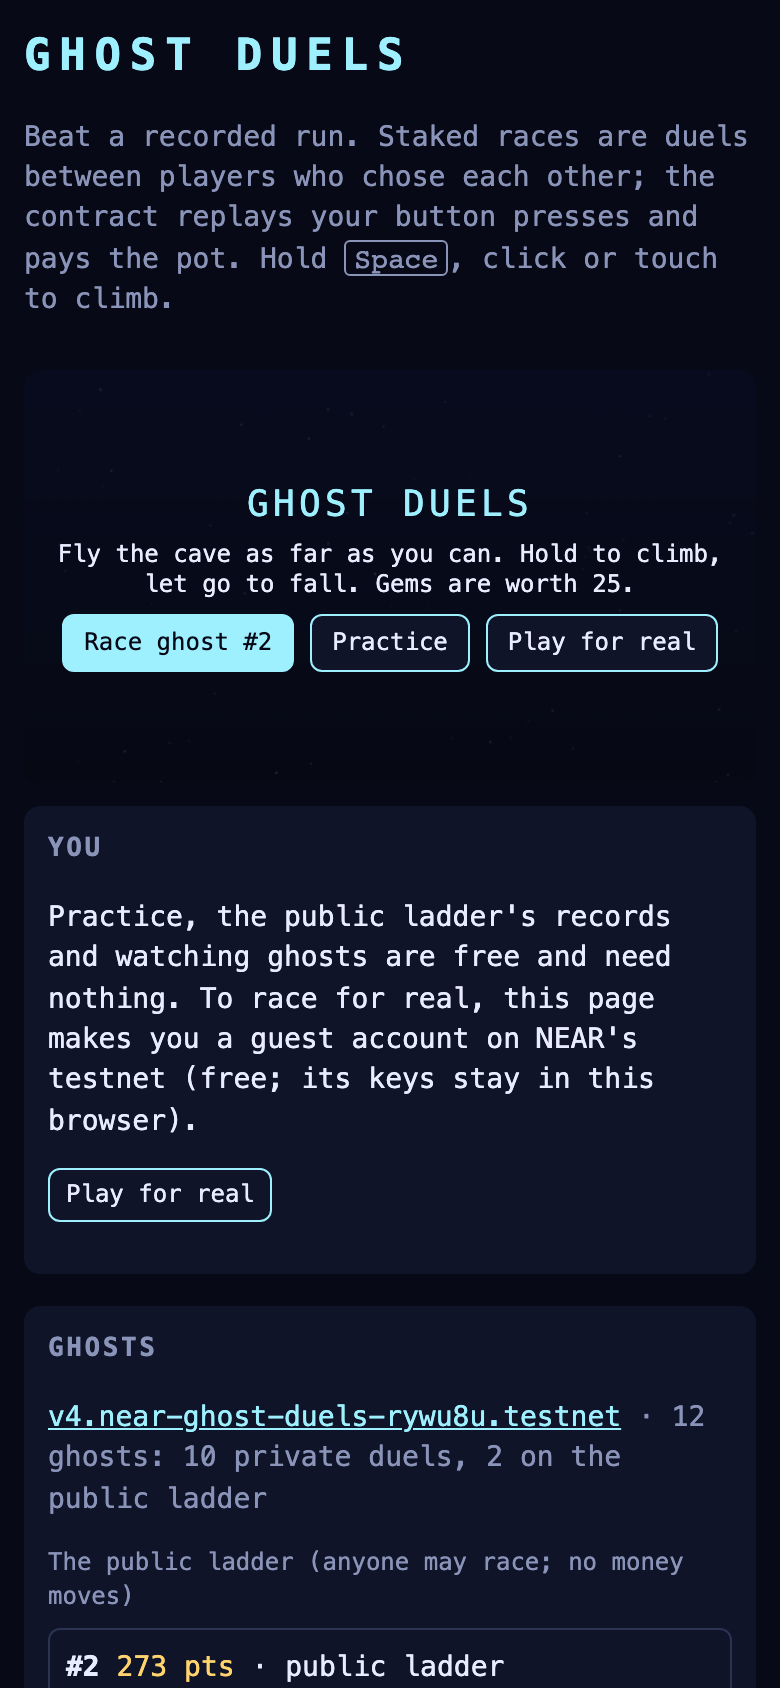 GHOST DUELS
Beat a recorded run. Staked races are duels
between players who chose each other; the
contract replays your button presses and
pays the pot. Hold Space, click or touch
to climb.
GHOST DUELS
Fly the cave as far as you can. Hold to climb,
let go to fall. Gems are worth 25.
Race ghost #2 Practice Play for real
YOU
Practice, the public ladder's records
and watching ghosts are free and need
nothing. To race for real, this page
makes you a guest account on NEAR's
testnet (free; its keys stay in this
browser).
Play for real
GHOSTS
v4.near-ghost-duels-rywu8u.testnet · 12
ghosts: 10 private duels, 2 on the
public ladder
The public ladder (anyone may race; no money
moves)
#2 273 pts · public ladder